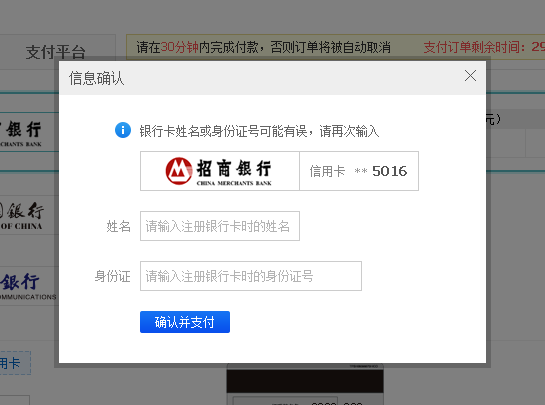 支付平台
请在30分钟内完成付款，否则订单将被自动取消 支付订单剩余时间：29
信息确认
元）
银行卡姓名或身份证号可能有误，请再次输入
银行
招商银行
信用卡 ** 5016
NTS BANK
CHINA MERCHANTS BANK
银行
OF CHINA
姓名 请输入注册银行卡时的姓名
身份证 请输入注册银行卡时的身份证号
银行
OMMUNICATIONS
确认并支付
用卡